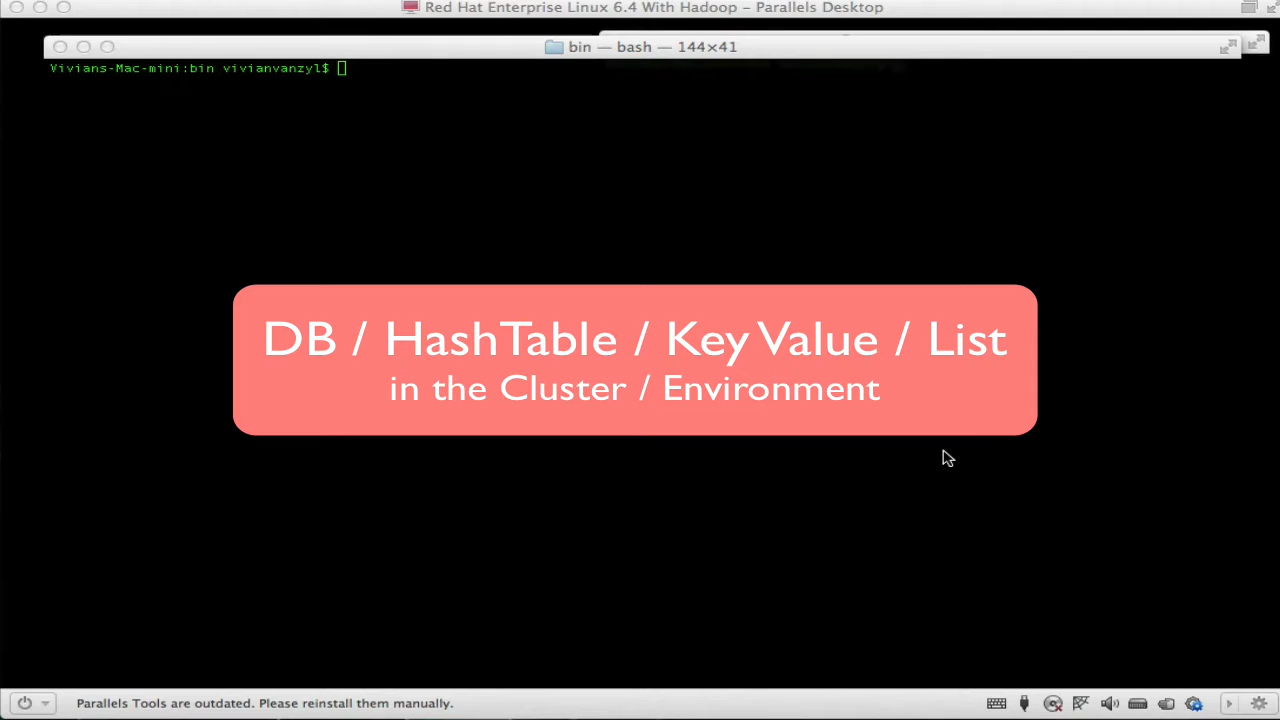 Red Hat Enterprise Linux 6.4 With Hadoop – Parallels Desktop
bin — bash — 144×41
Vivians-Mac-mini:bin vivianvanzyl$
DB / HashTable / Key Value / List
in the Cluster / Environment
Parallels Tools are outdated. Please reinstall them manually.